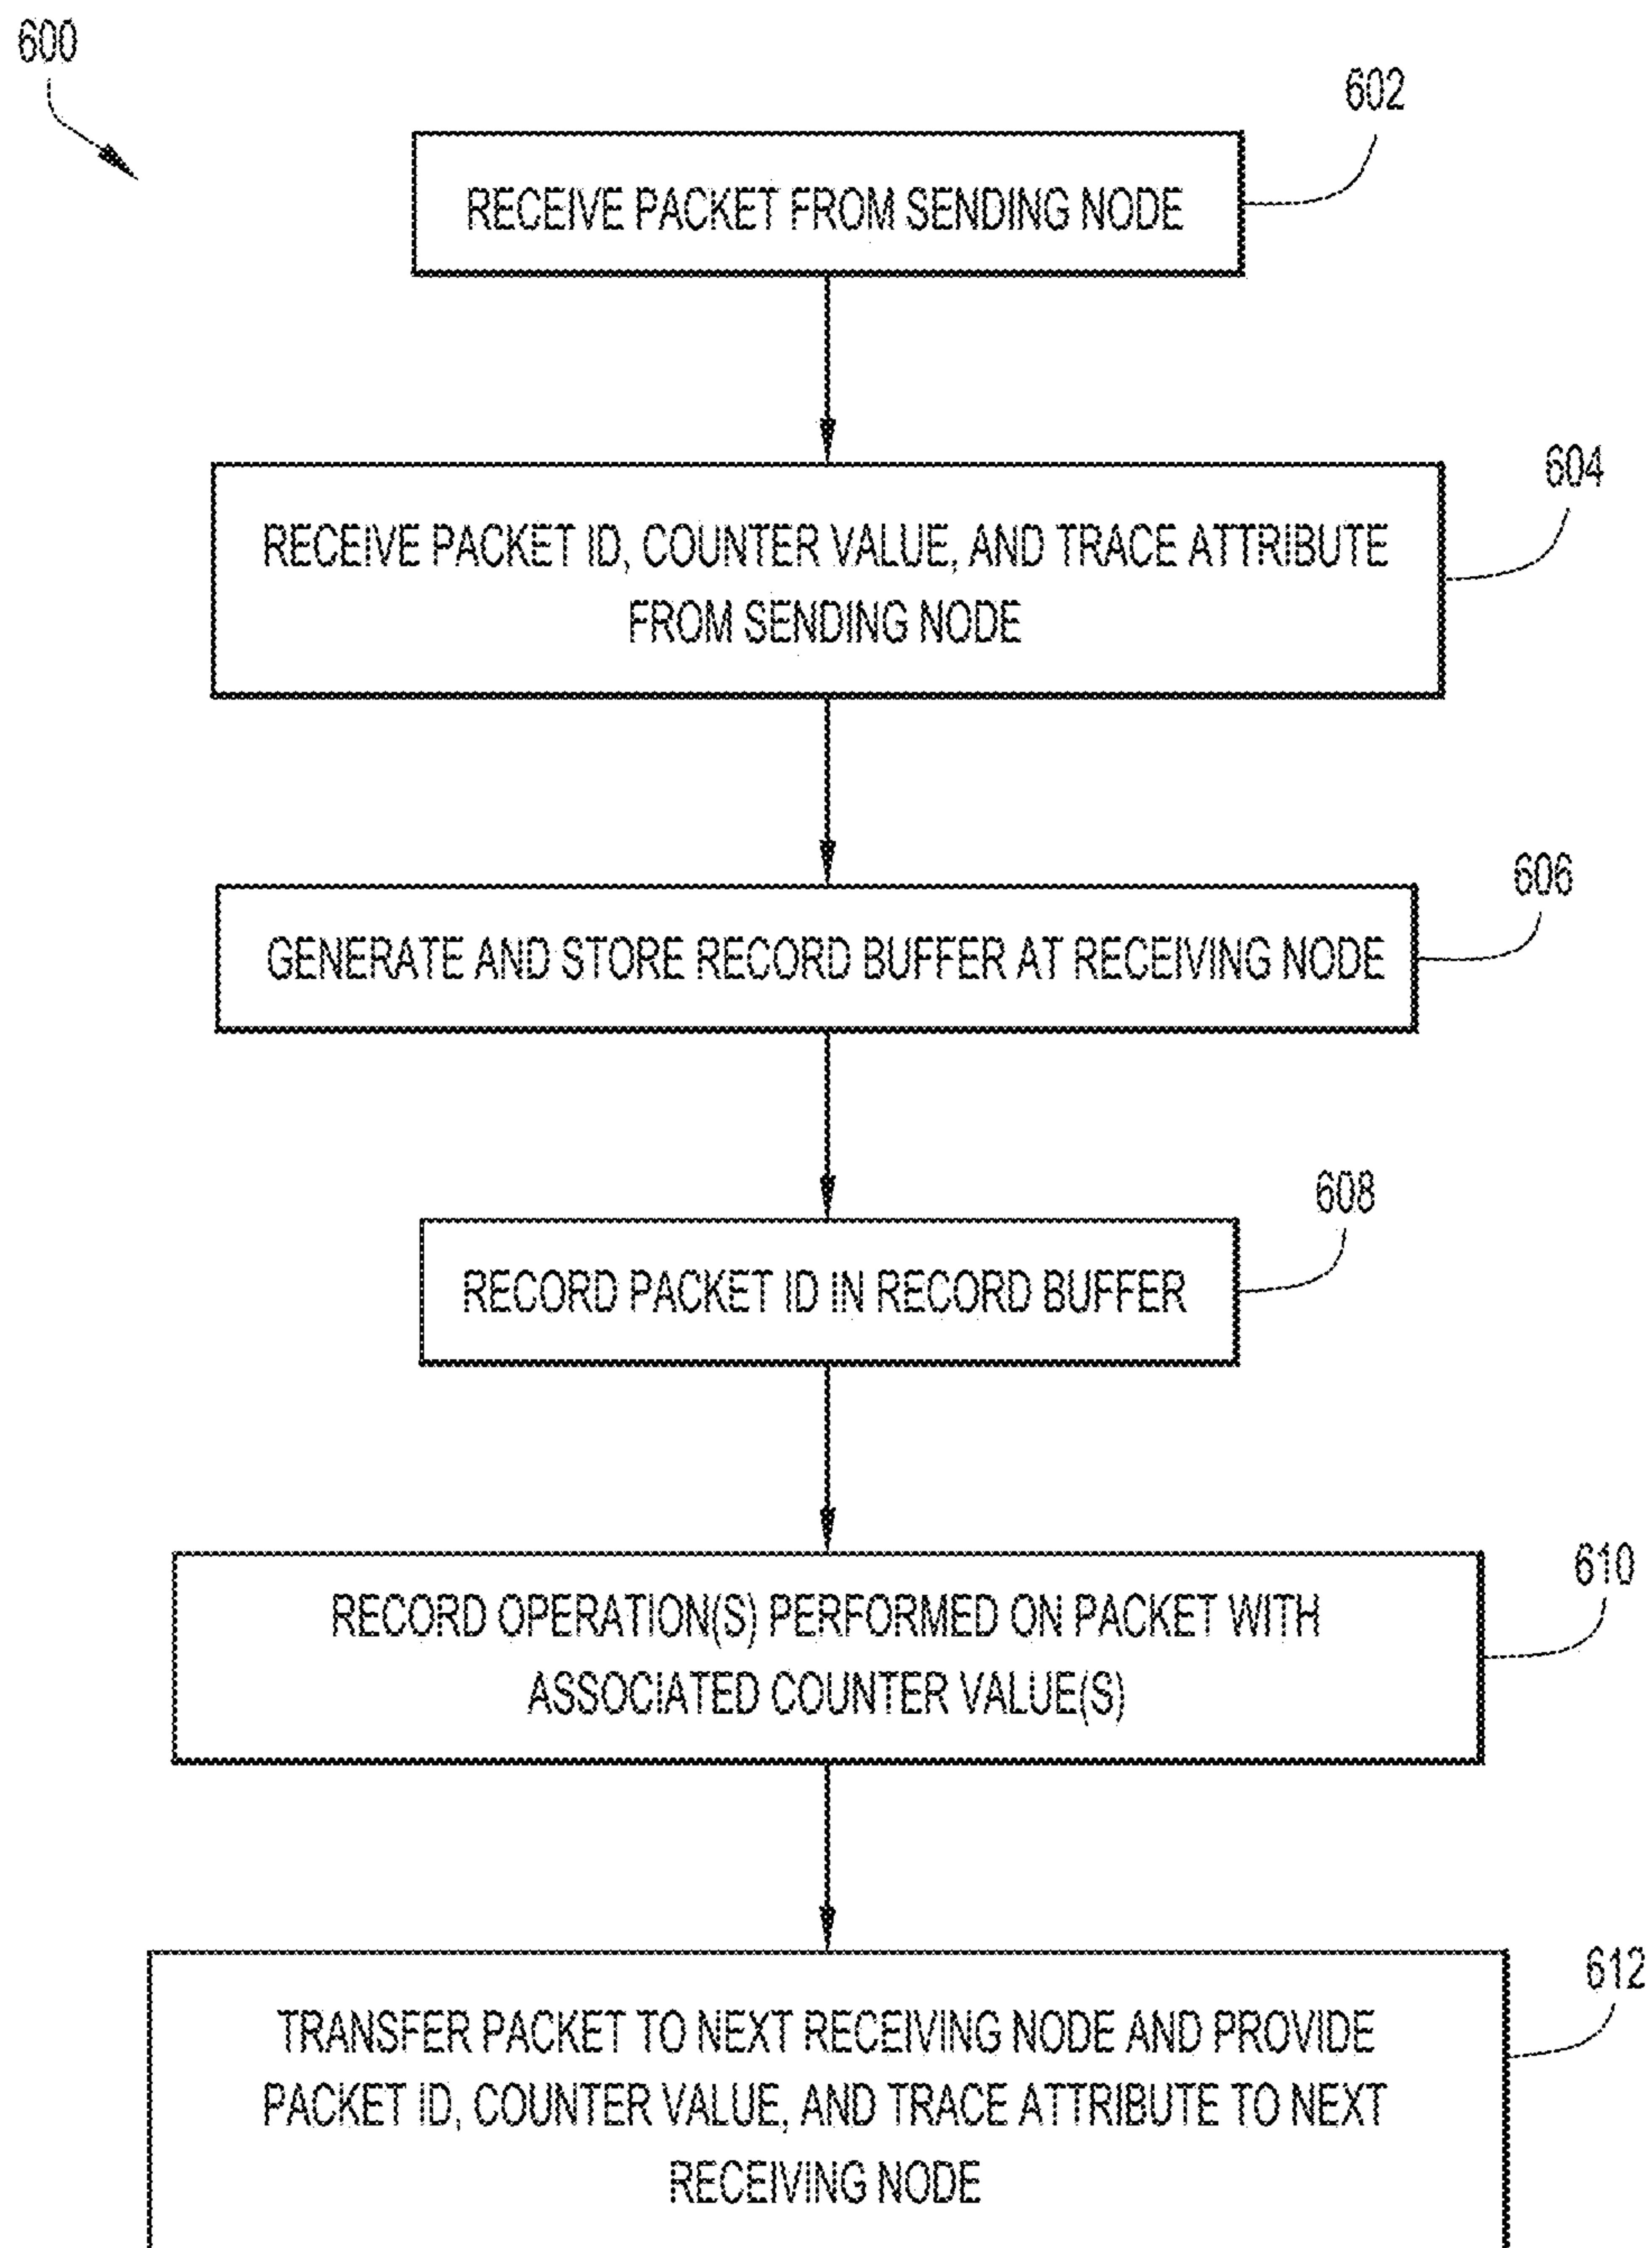 600
602
RECEIVE PACKET FROM SENDING NODE
604
RECEIVE PACKET ID, COUNTER VALUE, AND TRACE ATTRIBUTE
FROM SENDING NODE
606
GENERATE AND STORE RECORD BUFFER AT RECEIVING NODE
608
RECORD PACKET ID IN RECORD BUFFER
610
RECORD OPERATION(S) PERFORMED ON PACKET WITH
ASSOCIATED COUNTER VALUE(S)
612
TRANSFER PACKET TO NEXT RECEIVING NODE AND PROVIDE
PACKET ID, COUNTER VALUE, AND TRACE ATTRIBUTE TO NEXT
RECEIVING NODE